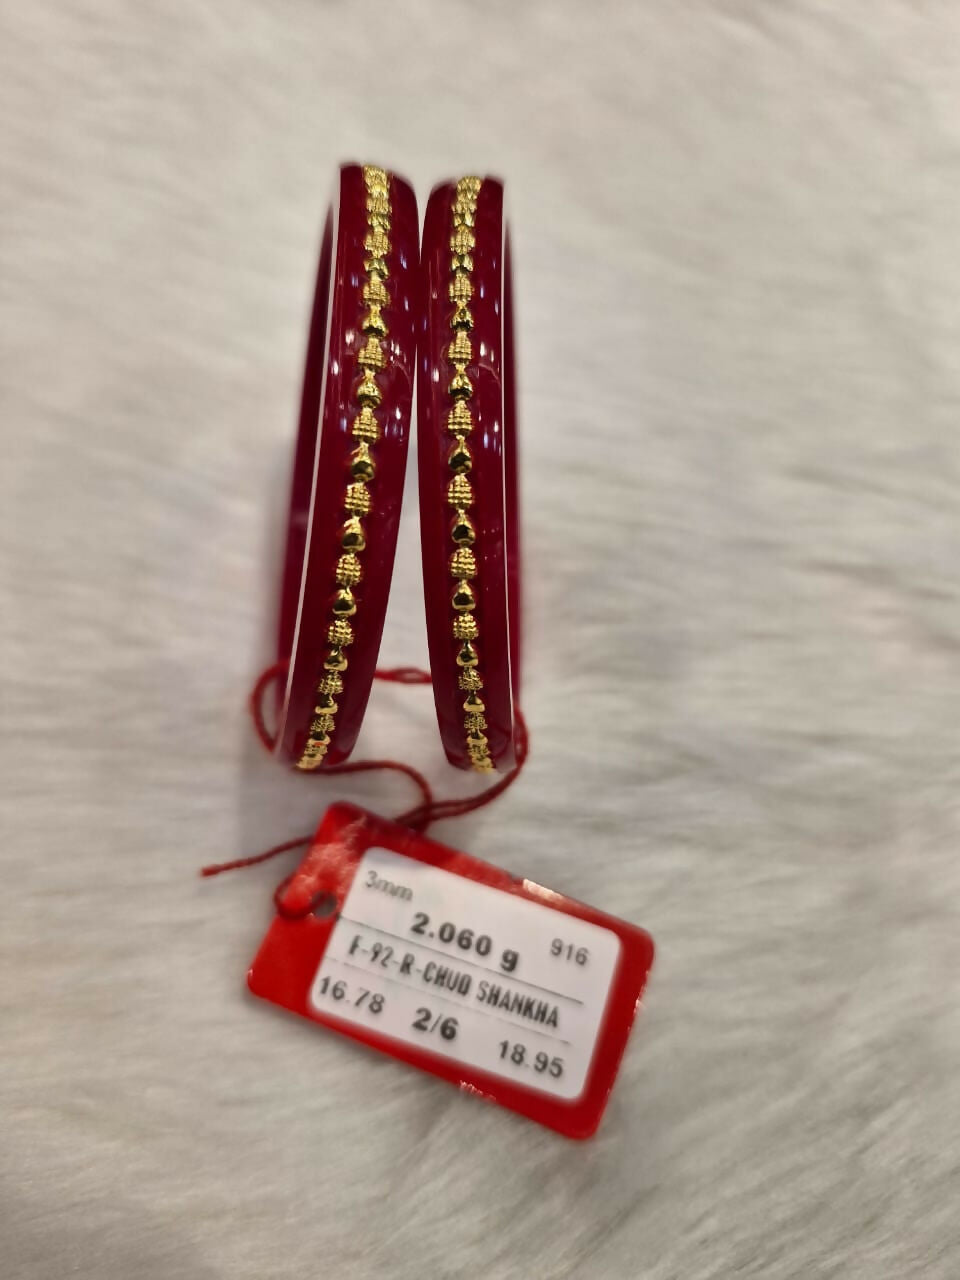 3mm
2.060 g 916
F-92-R-CHUD SHANKHA
16.78 2/6 18.95